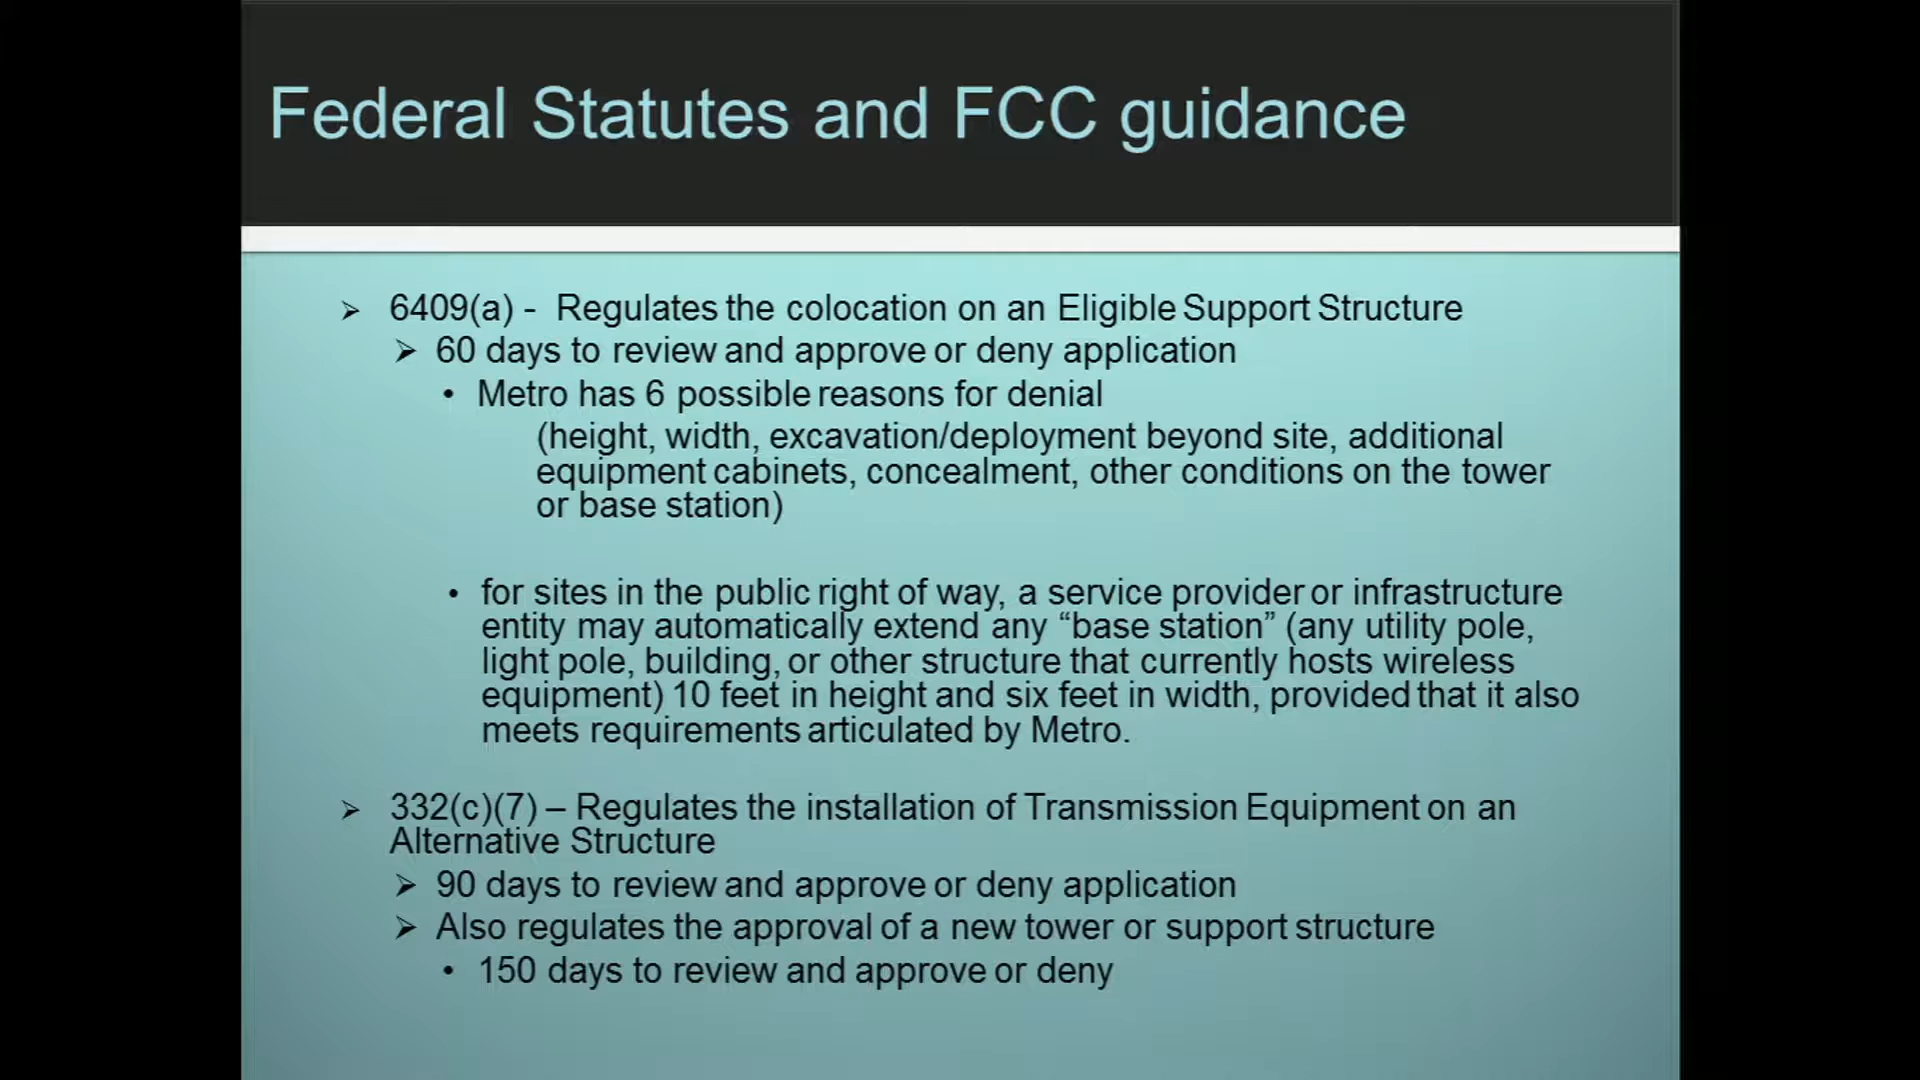 Federal Statutes and FCC guidance
➢ 6409(a) - Regulates the colocation on an Eligible Support Structure
➢ 60 days to review and approve or deny application
• Metro has 6 possible reasons for denial
(height, width, excavation/deployment beyond site, additional
equipment cabinets, concealment, other conditions on the tower
or base station)
• for sites in the public right of way, a service provider or infrastructure
entity may automatically extend any “base station” (any utility pole,
light pole, building, or other structure that currently hosts wireless
equipment) 10 feet in height and six feet in width, provided that it also
meets requirements articulated by Metro.
➢ 332(c)(7) – Regulates the installation of Transmission Equipment on an
Alternative Structure
➢ 90 days to review and approve or deny application
➢ Also regulates the approval of a new tower or support structure
• 150 days to review and approve or deny